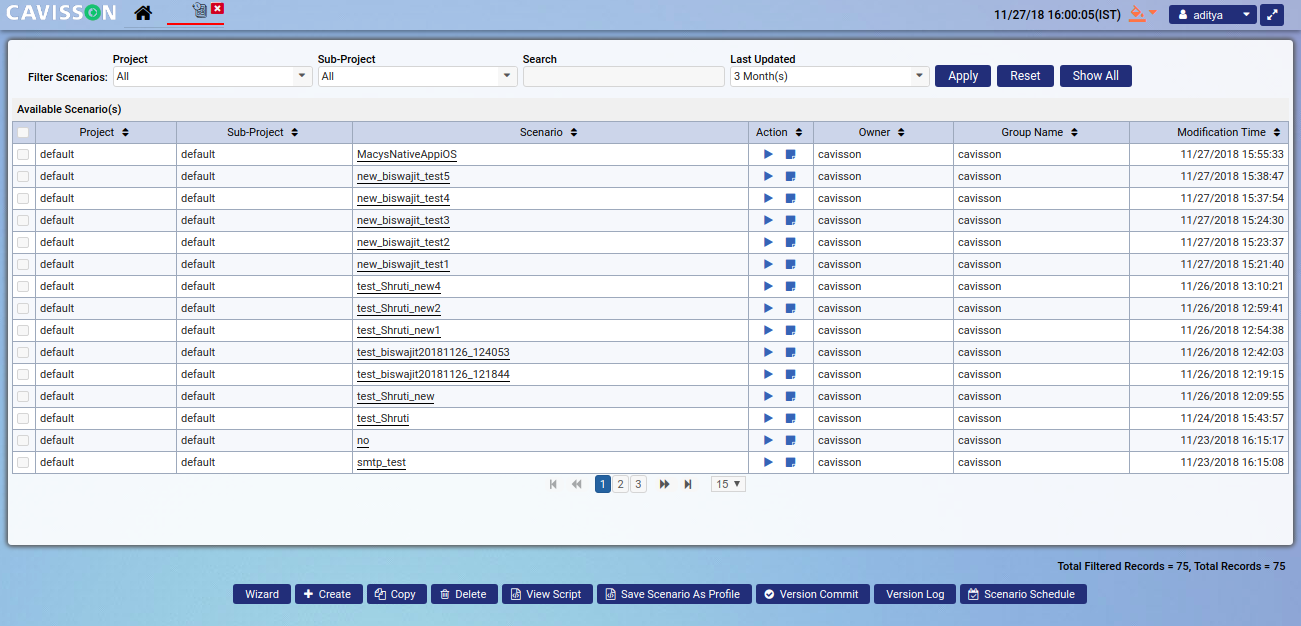 CAVISSON 11/27/18 16:00:05(IST) aditya
Project Sub-Project Search Last Updated
Filter Scenarios: All All 3 Month(s) Apply Reset Show All
Available Scenario(s)
Project Sub-Project Scenario Action Owner Group Name Modification Time
default default MacysNativeAppiOS cavisson cavisson 11/27/2018 15:55:33
default default new_biswajit_test5 cavisson cavisson 11/27/2018 15:38:47
default default new_biswajit_test4 cavisson cavisson 11/27/2018 15:37:54
default default new_biswajit_test3 cavisson cavisson 11/27/2018 15:24:30
default default new_biswajit_test2 cavisson cavisson 11/27/2018 15:23:37
default default new_biswajit_test1 cavisson cavisson 11/27/2018 15:21:40
default default test_Shruti_new4 cavisson cavisson 11/26/2018 13:10:21
default default test_Shruti_new2 cavisson cavisson 11/26/2018 12:59:41
default default test_Shruti_new1 cavisson cavisson 11/26/2018 12:54:38
default default test_biswajit20181126_124053 cavisson cavisson 11/26/2018 12:42:03
default default test_biswajit20181126_121844 cavisson cavisson 11/26/2018 12:19:15
default default test_Shruti_new cavisson cavisson 11/26/2018 12:09:55
default default test_Shruti cavisson cavisson 11/24/2018 15:43:57
default default no cavisson cavisson 11/23/2018 16:15:17
default default smtp_test cavisson cavisson 11/23/2018 16:15:08
1 2 3 15
Total Filtered Records = 75, Total Records = 75
Wizard Create Copy Delete View Script Save Scenario As Profile Version Commit Version Log Scenario Schedule